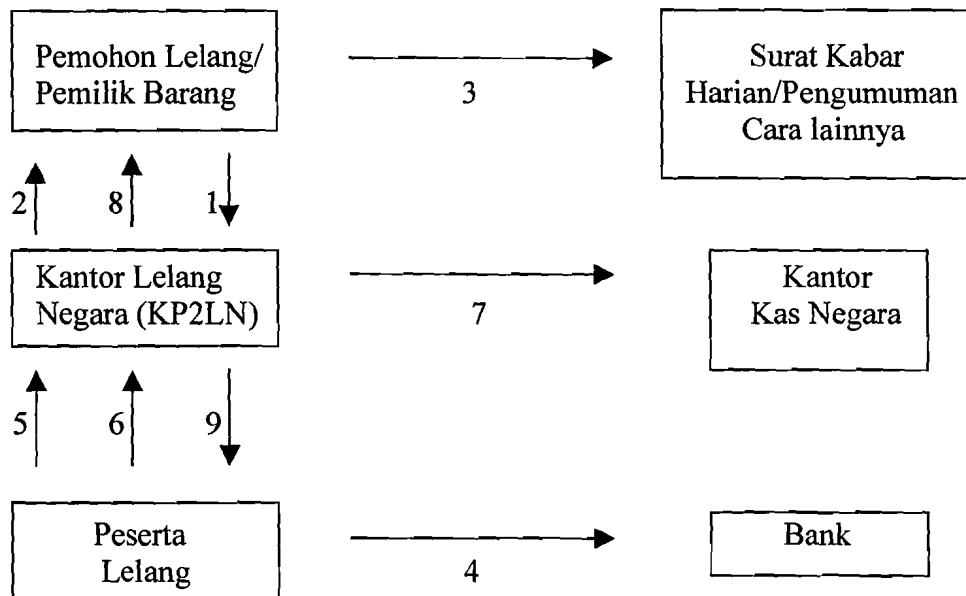 Pemohon Lelang/
Pemilik Barang
3
Surat Kabar
Harian/Pengumuman
Cara lainnya
2 8 1
Kantor Lelang
Negara (KP2LN)
7
Kantor
Kas Negara
5 6 9
Peserta
Lelang
4
Bank